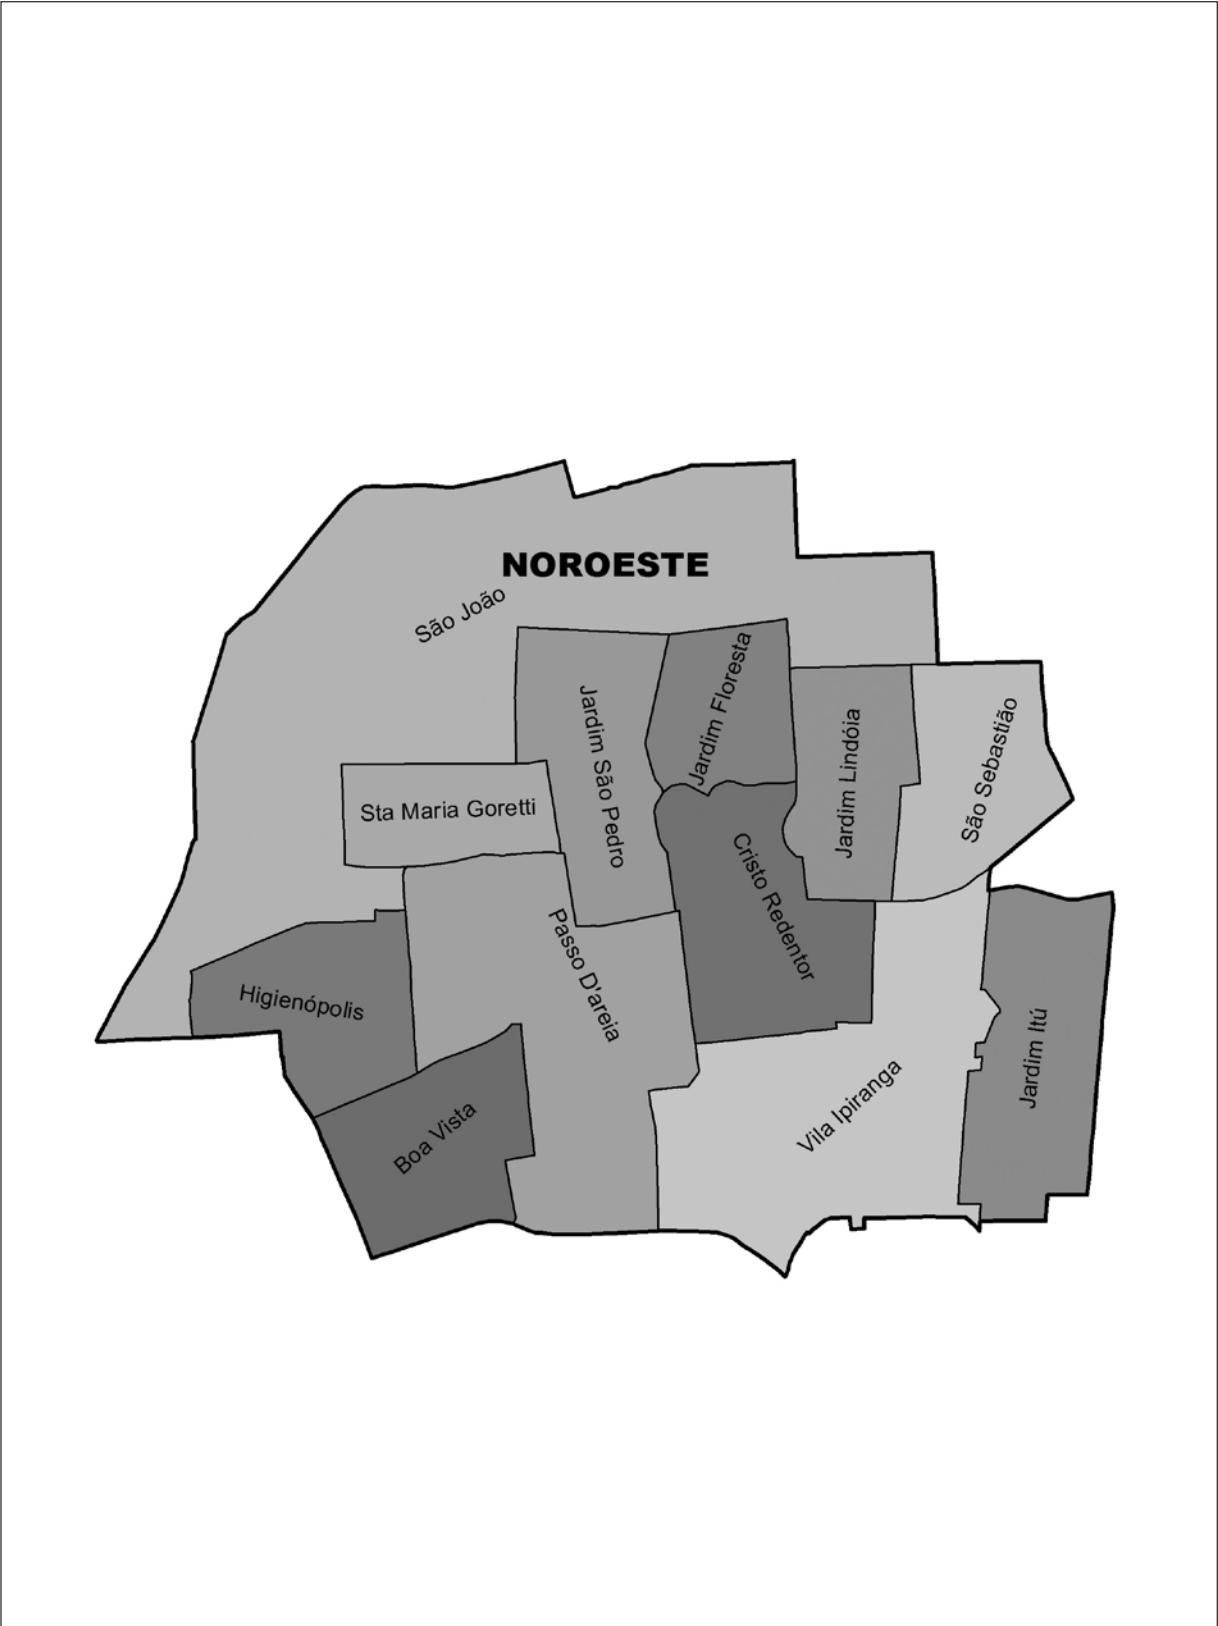 NOROESTE
São João
Jardim São Pedro
Jardim Floresta
Jardim Lindóia
São Sebastião
Sta Maria Goretti
Cristo Redentor
Passo D'areia
Higienópolis
Jardim Itú
Vila Ipiranga
Boa Vista